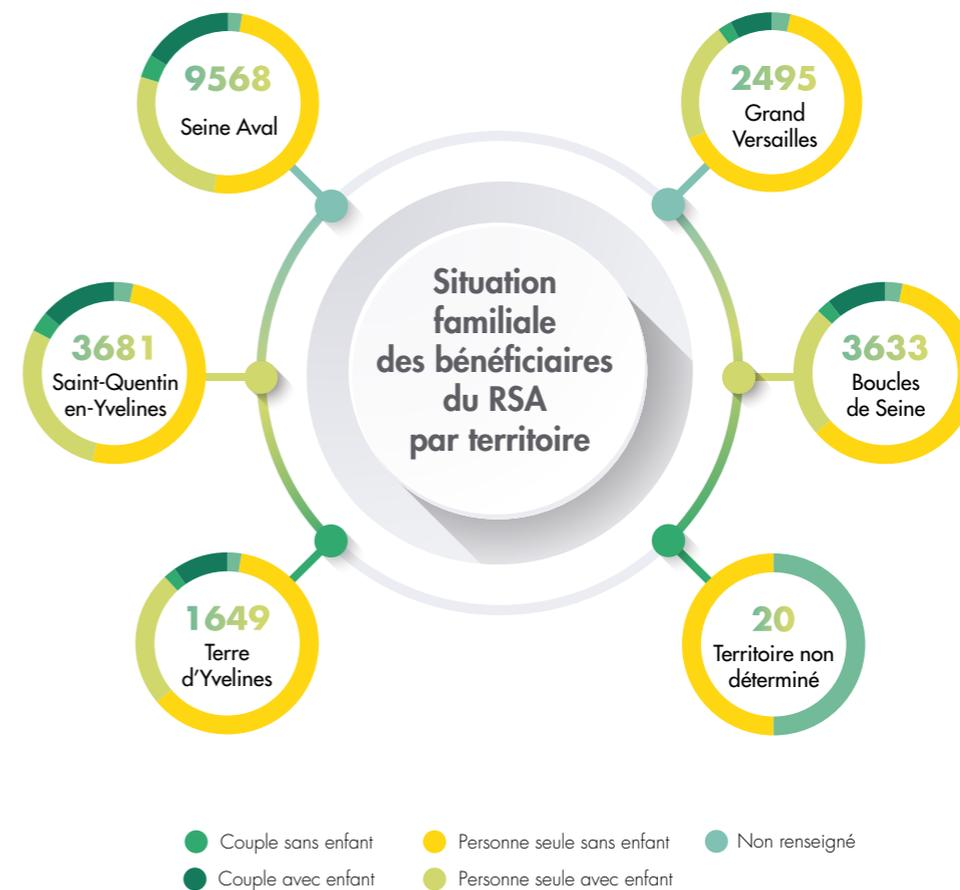 9568
Seine Aval
2495
Grand
Versailles
Situation
familiale
des bénéficiaires
du RSA
par territoire
3681
Saint-Quentin
en-Yvelines
3633
Boucles
de Seine
1649
Terre
d'Yvelines
20
Territoire non
déterminé
Couple sans enfant
Personne seule sans enfant
Non renseigné
Couple avec enfant
Personne seule avec enfant